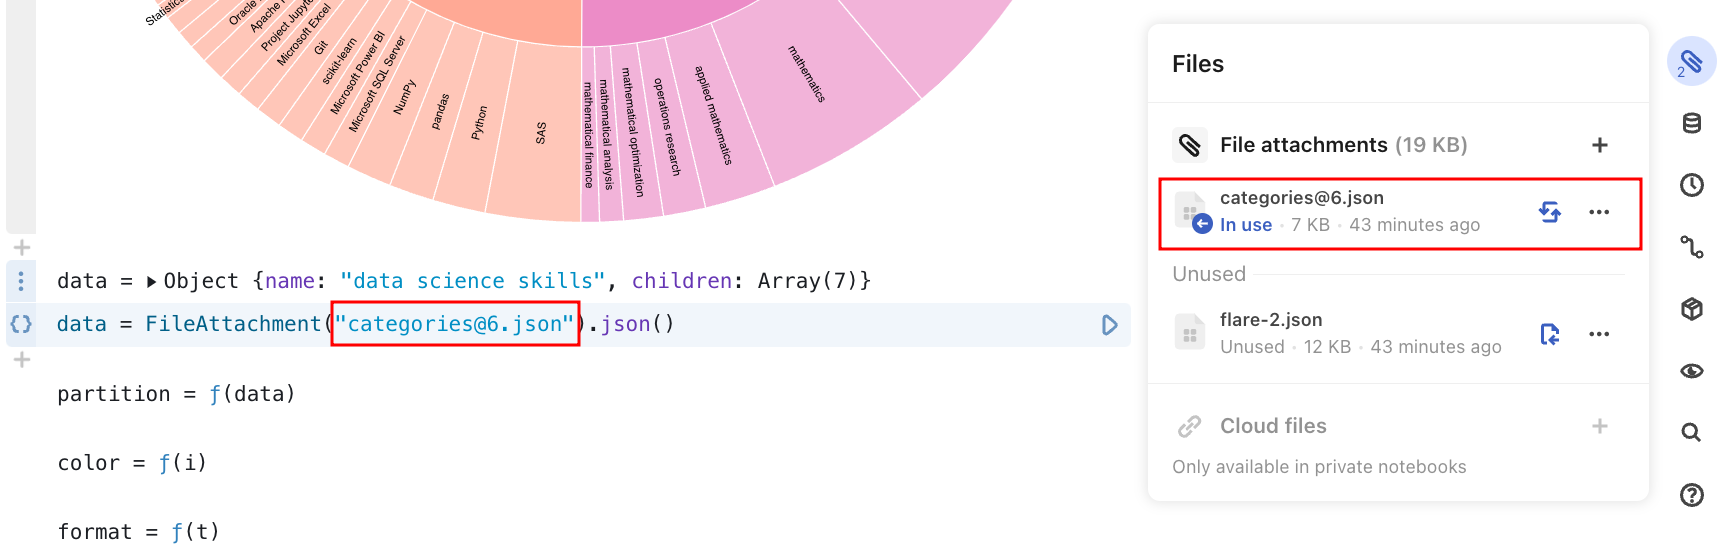 Oracle
Apache
Project Jupyter
Microsoft Excel
Git
scikit-learn
Microsoft Power BI
Microsoft SQL Server
NumPy
pandas
Python
SAS
mathematical finance
mathematical analysis
mathematical optimization
operations research
applied mathematics
mathematics
data = Object {name: "data science skills", children: Array(7)}
data = FileAttachment("categories@6.json").json()
partition = ƒ(data)
color = ƒ(i)
format = ƒ(t)
Files
File attachments (19 KB)
categories@6.json
In use · 7 KB · 43 minutes ago
Unused
flare-2.json
Unused · 12 KB · 43 minutes ago
Cloud files
Only available in private notebooks
2